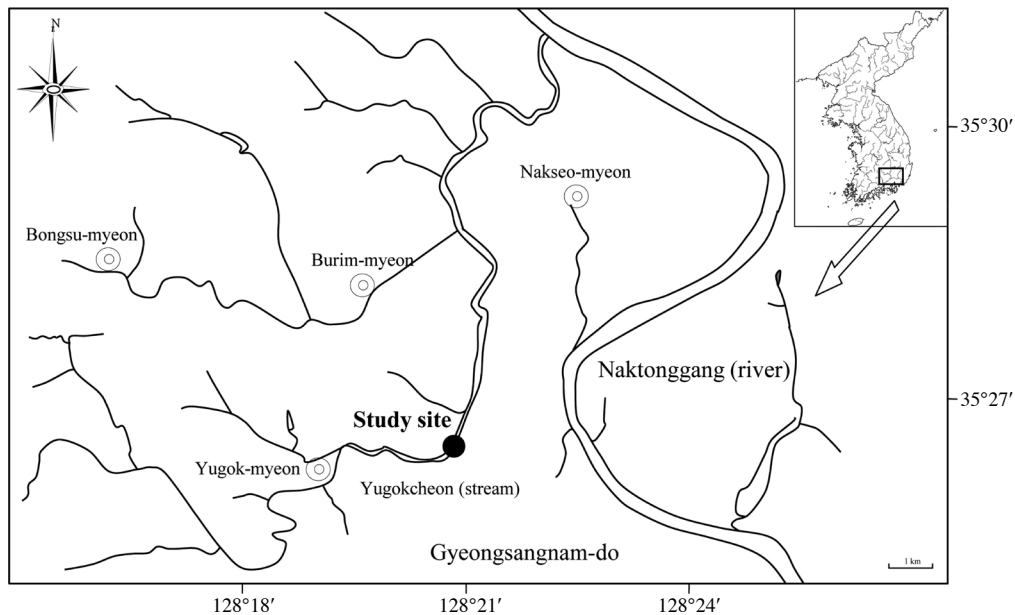 N
35°30′
Nakseo-myeon
Bongsu-myeon
Burim-myeon
Naktonggang (river)
35°27′
Study site
Yugok-myeon
Yugokcheon (stream)
Gyeongsangnam-do
1 km
128°18′
128°21′
128°24′